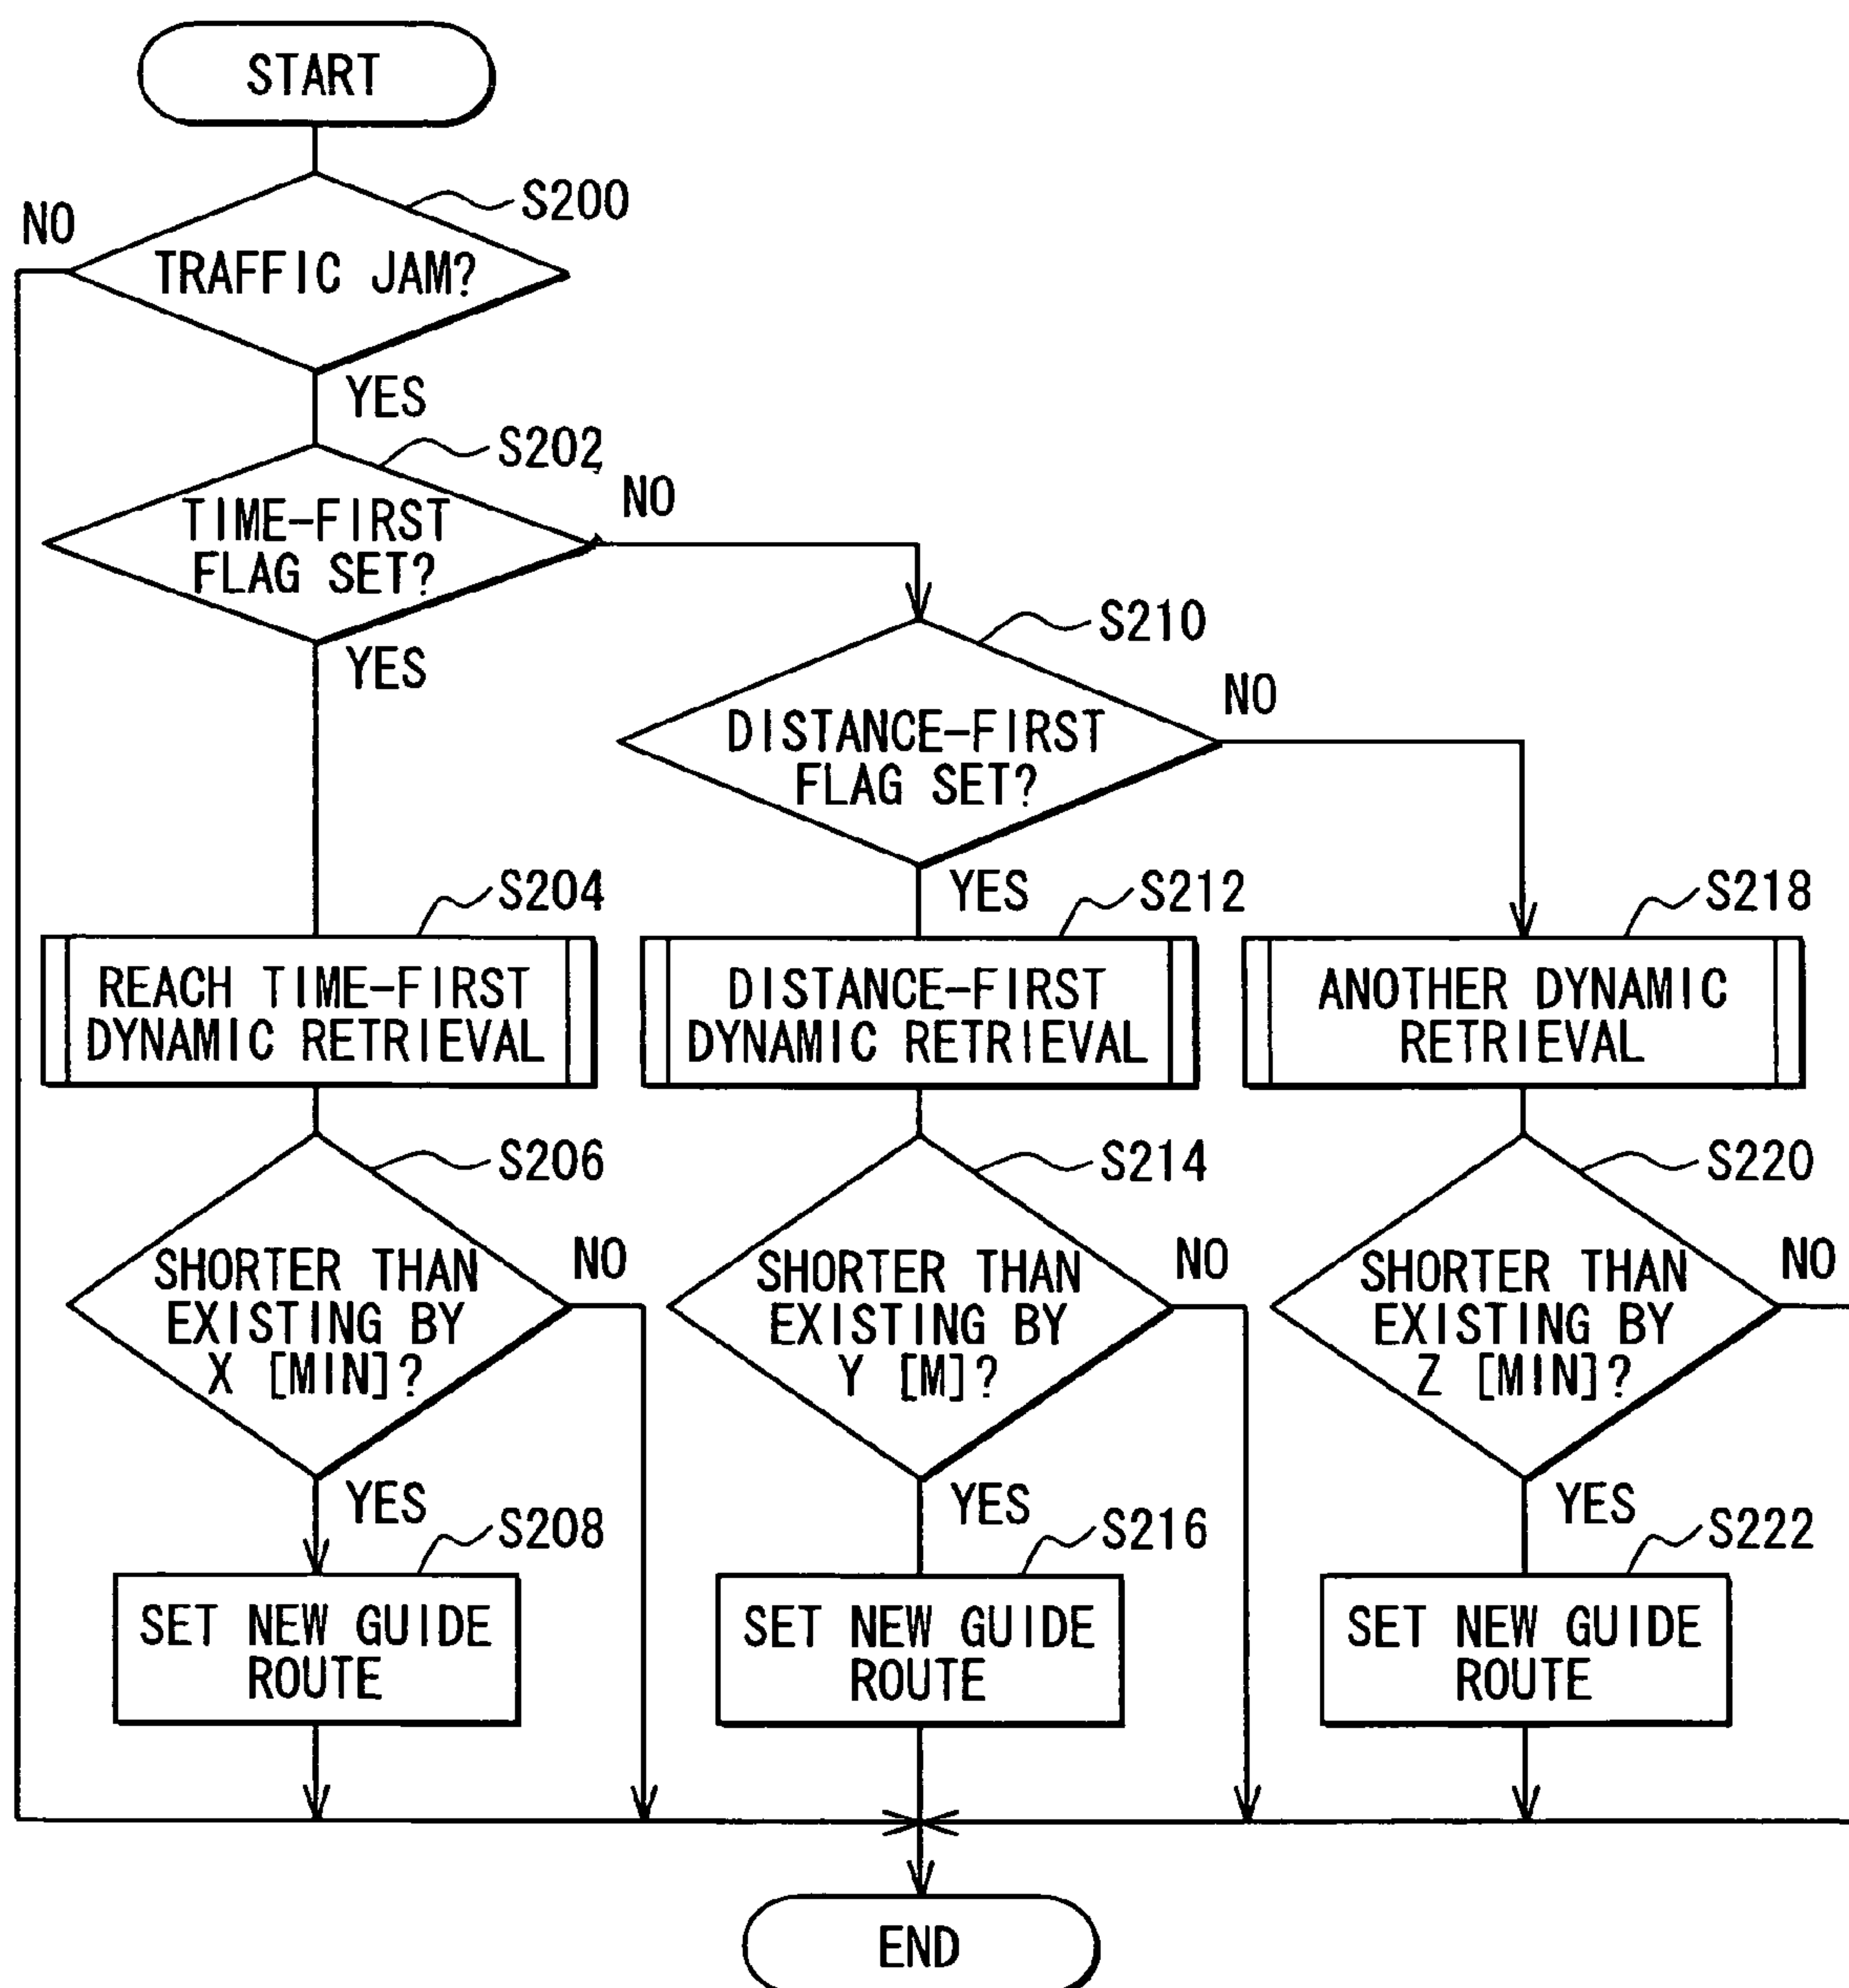 START
S200
NO
TRAFFIC JAM?
YES
S202
NO
TIME-FIRST
FLAG SET?
YES
S210
NO
DISTANCE-FIRST
FLAG SET?
YES
S204
S212
S218
REACH TIME-FIRST
DYNAMIC RETRIEVAL
DISTANCE-FIRST
DYNAMIC RETRIEVAL
ANOTHER DYNAMIC
RETRIEVAL
S206
S214
S220
SHORTER THAN
EXISTING BY
X [MIN]?
NO
SHORTER THAN
EXISTING BY
Y [M]?
NO
SHORTER THAN
EXISTING BY
Z [MIN]?
NO
YES
YES
YES
S208
S216
S222
SET NEW GUIDE
ROUTE
SET NEW GUIDE
ROUTE
SET NEW GUIDE
ROUTE
END